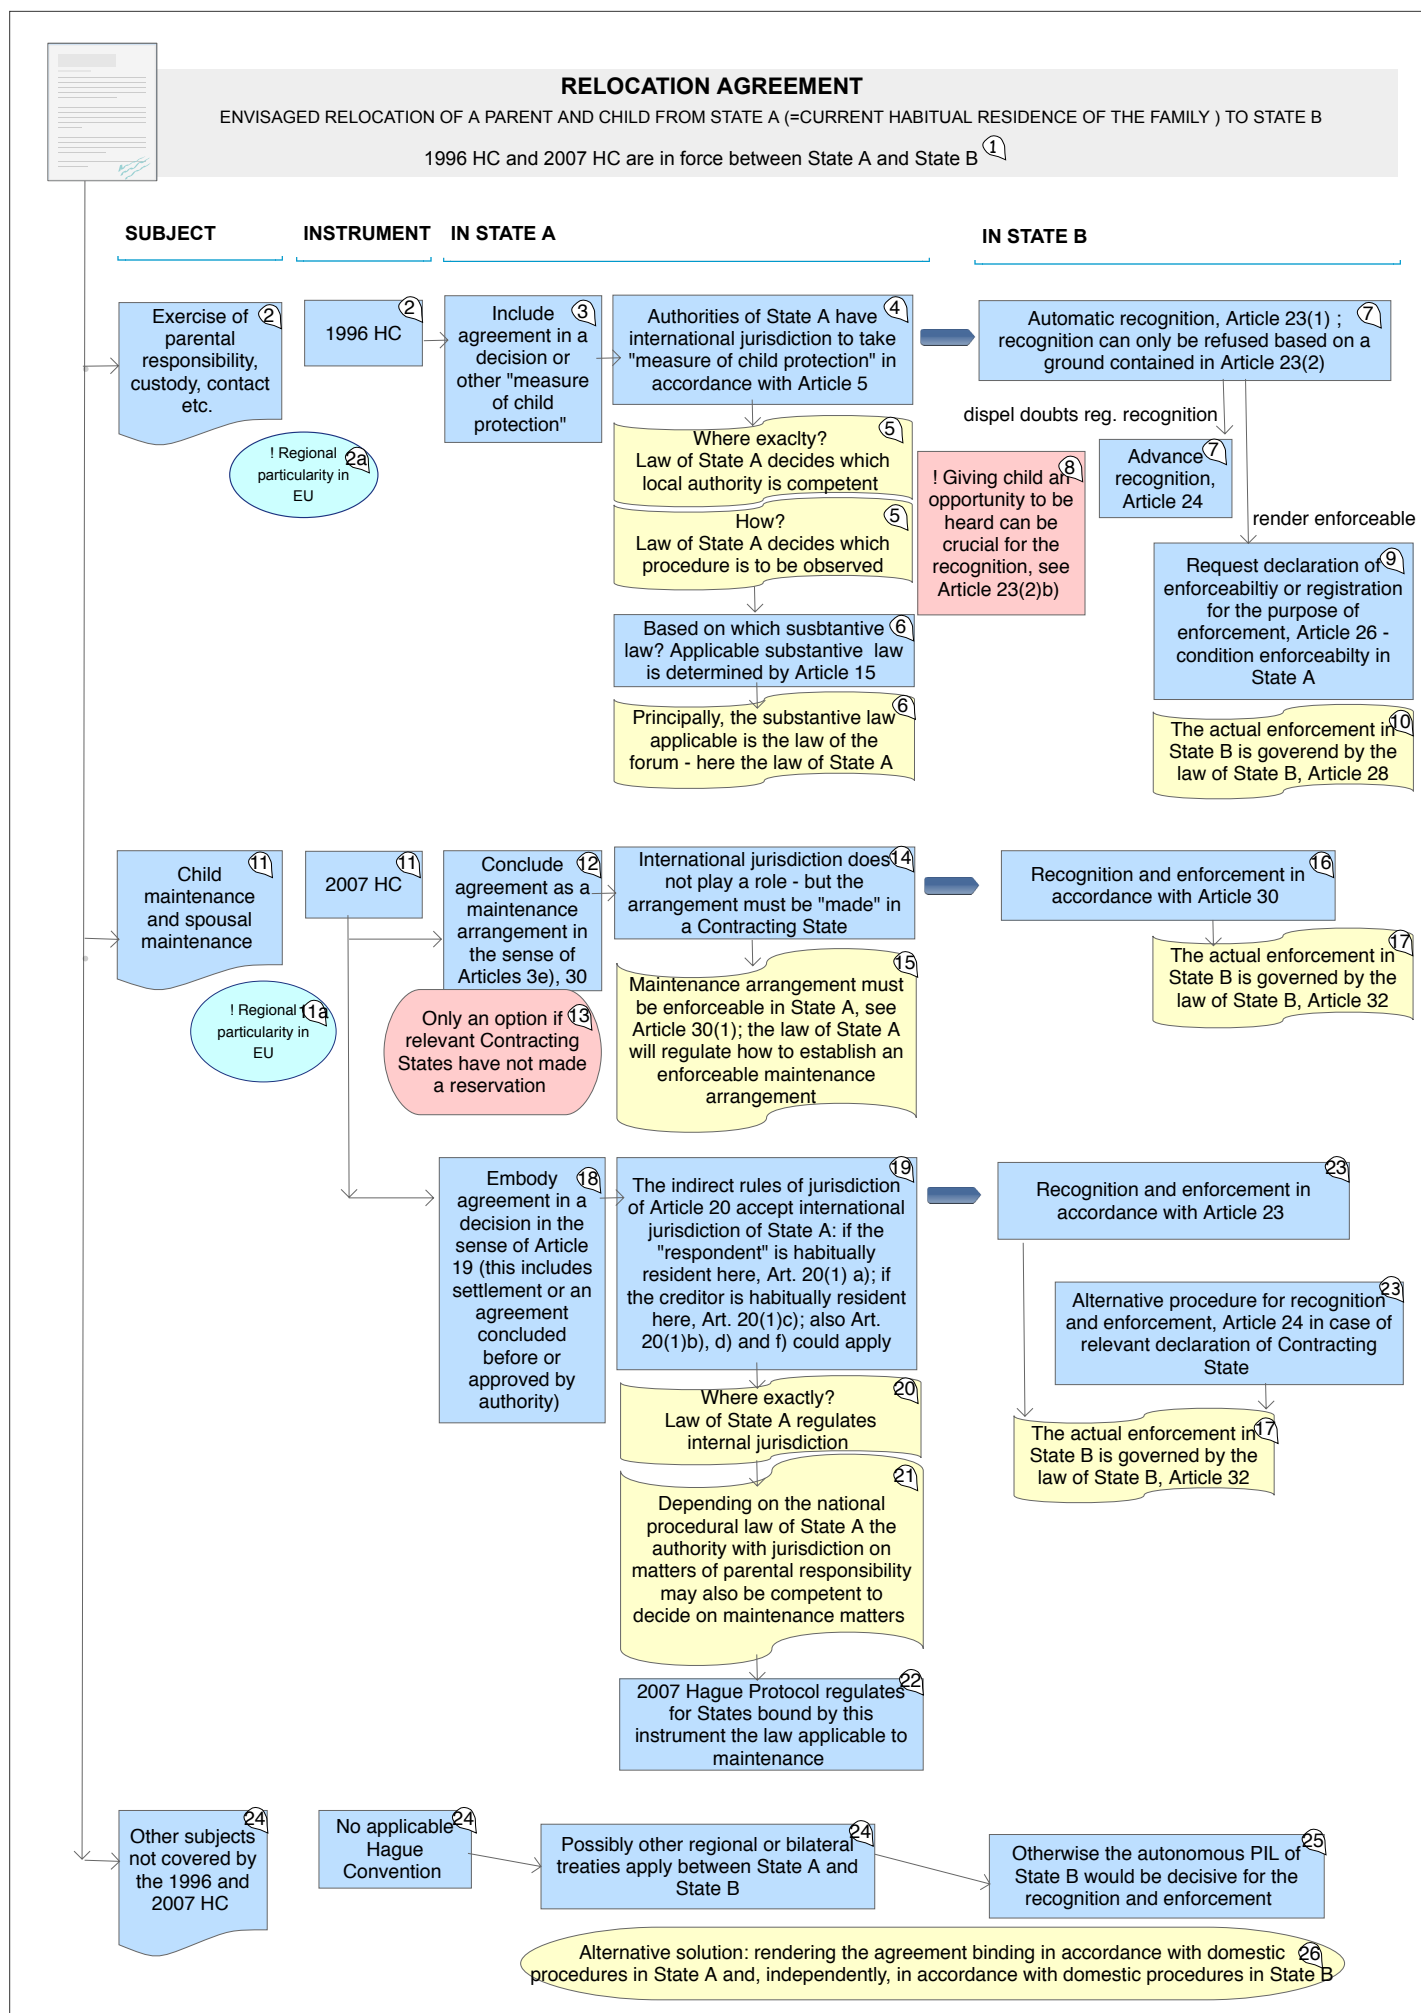 RELOCATION AGREEMENT
ENVISAGED RELOCATION OF A PARENT AND CHILD FROM STATE A (=CURRENT HABITUAL RESIDENCE OF THE FAMILY ) TO STATE B
1996 HC and 2007 HC are in force between State A and State B 1
SUBJECT
INSTRUMENT
IN STATE A
IN STATE B
2
Exercise of
parental
responsibility,
custody, contact
etc.
2
1996 HC
! Regional
particularity in
EU
2a
3
Include
agreement in a
decision or
other "measure
of child
protection"
4
Authorities of State A have
international jurisdiction to take
"measure of child protection" in
accordance with Article 5
5
Where exaclty?
Law of State A decides which
local authority is competent
5
How?
Law of State A decides which
procedure is to be observed
6
Based on which susbtantive
law? Applicable substantive law
is determined by Article 15
6
Principally, the substantive law
applicable is the law of the
forum - here the law of State A
7
Automatic recognition, Article 23(1) ;
recognition can only be refused based on a
ground contained in Article 23(2)
dispel doubts reg. recognition
7
Advance
recognition,
Article 24
8
! Giving child an
opportunity to be
heard can be
crucial for the
recognition, see
Article 23(2)b)
render enforceable
9
Request declaration of
enforceabiltiy or registration
for the purpose of
enforcement, Article 26 -
condition enforceabilty in
State A
10
The actual enforcement in
State B is goverend by the
law of State B, Article 28
11
Child
maintenance
and spousal
maintenance
11
2007 HC
! Regional
particularity in
EU
11a
12
Conclude
agreement as a
maintenance
arrangement in
the sense of
Articles 3e), 30
13
Only an option if
relevant Contracting
States have not made
a reservation
14
International jurisdiction does
not play a role - but the
arrangement must be "made" in
a Contracting State
15
Maintenance arrangement must
be enforceable in State A, see
Article 30(1); the law of State A
will regulate how to establish an
enforceable maintenance
arrangement
16
Recognition and enforcement in
accordance with Article 30
17
The actual enforcement in
State B is governed by the
law of State B, Article 32
18
Embody
agreement in a
decision in the
sense of Article
19 (this includes
settlement or an
agreement
concluded
before or
approved by
authority)
19
The indirect rules of jurisdiction
of Article 20 accept international
jurisdiction of State A: if the
"respondent" is habitually
resident here, Art. 20(1) a); if
the creditor is habitually resident
here, Art. 20(1)c); also Art.
20(1)b), d) and f) could apply
20
Where exactly?
Law of State A regulates
internal jurisdiction
21
Depending on the national
procedural law of State A the
authority with jurisdiction on
matters of parental responsibility
may also be competent to
decide on maintenance matters
22
2007 Hague Protocol regulates
for States bound by this
instrument the law applicable to
maintenance
23
Recognition and enforcement in
accordance with Article 23
23
Alternative procedure for recognition
and enforcement, Article 24 in case of
relevant declaration of Contracting
State
17
The actual enforcement in
State B is governed by the
law of State B, Article 32
24
Other subjects
not covered by
the 1996 and
2007 HC
24
No applicable
Hague
Convention
24
Possibly other regional or bilateral
treaties apply between State A and
State B
25
Otherwise the autonomous PIL of
State B would be decisive for the
recognition and enforcement
26
Alternative solution: rendering the agreement binding in accordance with domestic
procedures in State A and, independently, in accordance with domestic procedures in State B